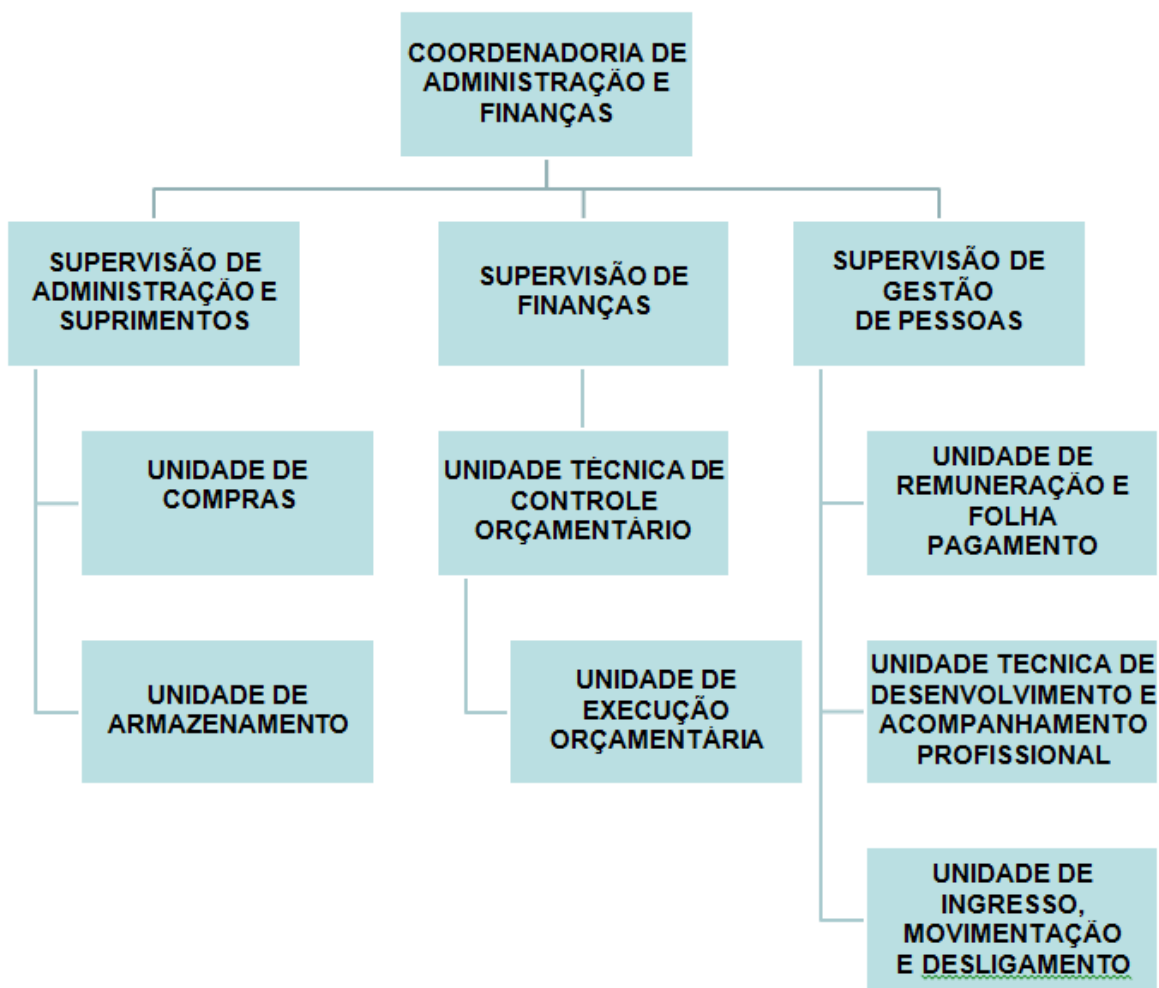 COORDENADORIA DE
ADMINISTRAÇÃO E
FINANÇAS
SUPERVISÃO DE
ADMINISTRAÇÃO E
SUPRIMENTOS
SUPERVISÃO DE
FINANÇAS
SUPERVISÃO DE
GESTÃO
DE PESSOAS
UNIDADE DE
COMPRAS
UNIDADE TÉCNICA DE
CONTROLE
ORÇAMENTÁRIO
UNIDADE DE
REMUNERAÇÃO E
FOLHA
PAGAMENTO
UNIDADE DE
ARMAZENAMENTO
UNIDADE DE
EXECUÇÃO
ORÇAMENTÁRIA
UNIDADE TECNICA DE
DESENVOLVIMENTO E
ACOMPANHAMENTO
PROFISSIONAL
UNIDADE DE
INGRESSO,
MOVIMENTAÇÃO
E DESLIGAMENTO